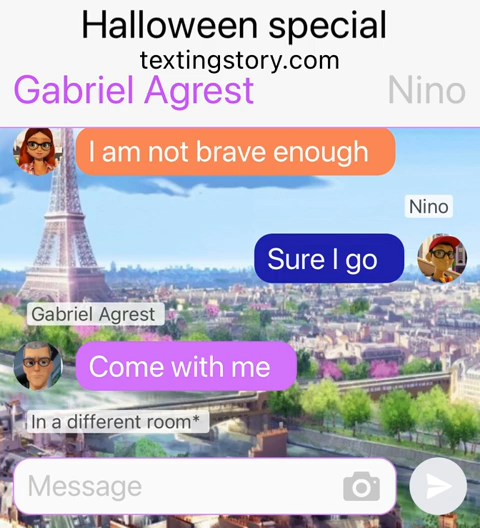 Halloween special
textingstory.com
Gabriel Agrest Nino
I am not brave enough
Nino
Sure I go
Gabriel Agrest
Come with me
In a different room*
Message